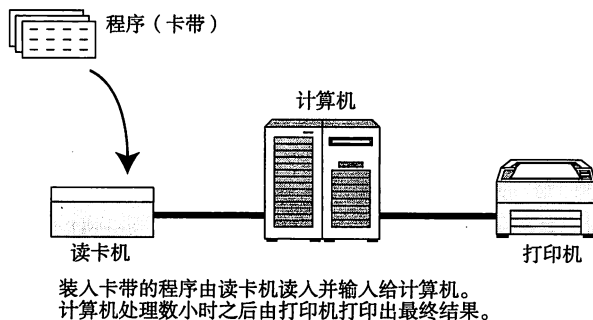 程序（卡带）
计算机
读卡机
打印机
装入卡带的程序由读卡机读入并输入给计算机。
计算机处理数小时之后由打印机打印出最终结果。